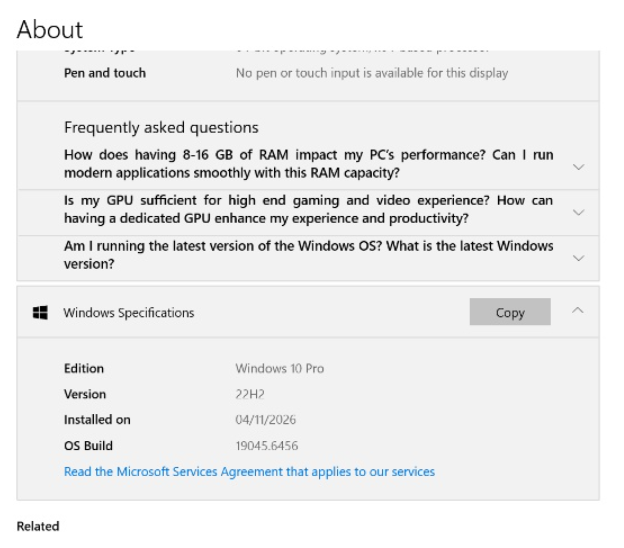 About
Pen and touch No pen or touch input is available for this display
Frequently asked questions
How does having 8-16 GB of RAM impact my PC's performance? Can I run
modern applications smoothly with this RAM capacity?
Is my GPU sufficient for high end gaming and video experience? How can
having a dedicated GPU enhance my experience and productivity?
Am I running the latest version of the Windows OS? What is the latest Windows
version?
Windows Specifications Copy
Edition Windows 10 Pro
Version 22H2
Installed on 04/11/2026
OS Build 19045.6456
Read the Microsoft Services Agreement that applies to our services
Related